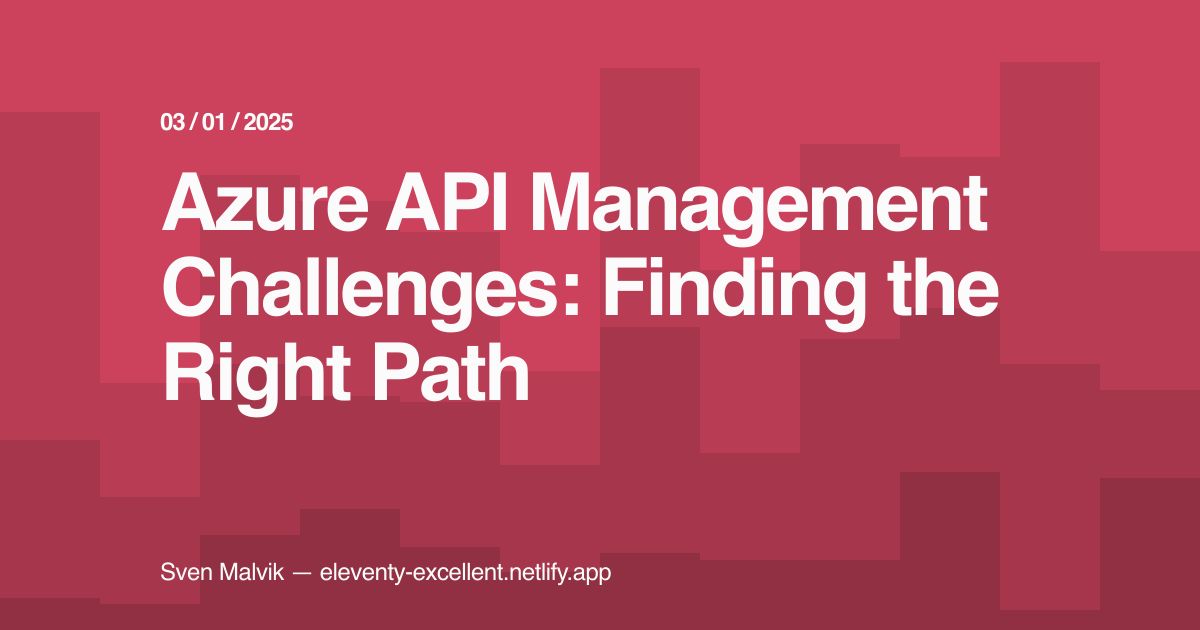 03 / 01 / 2025
Azure API Management
Challenges: Finding the
Right Path
Sven Malvik — eleventy-excellent.netlify.app